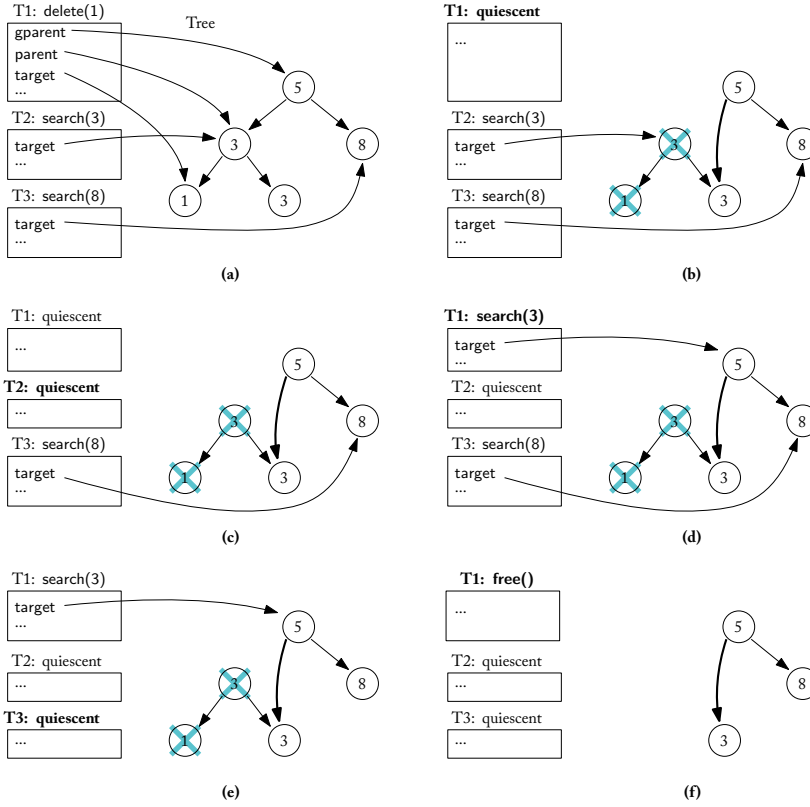 T1: delete(1)
gparent
parent
target
...
Tree
5
T2: search(3)
target
...
3
8
1
3
T3: search(8)
target
...
(a)
T1: quiescent
...
5
T2: search(3)
target
...
3
8
1
3
T3: search(8)
target
...
(b)
T1: quiescent
...
5
T2: quiescent
...
3
8
T3: search(8)
target
...
1
3
(c)
T1: search(3)
target
...
5
T2: quiescent
...
3
8
T3: search(8)
target
...
1
3
(d)
T1: search(3)
target
...
5
T2: quiescent
...
3
8
T3: quiescent
...
1
3
(e)
T1: free()
...
5
T2: quiescent
...
8
T3: quiescent
...
3
(f)